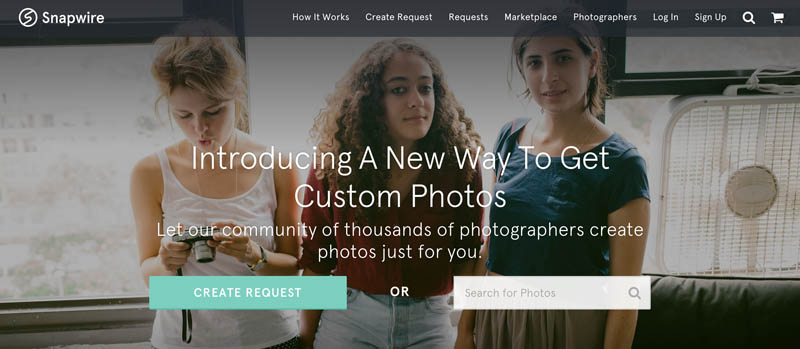 Snapwire
How It Works Create Request Requests Marketplace Photographers Log In Sign Up
Introducing A New Way To Get
Custom Photos
Let our community of thousands of photographers create
photos just for you!
CREATE REQUEST OR Search for Photos